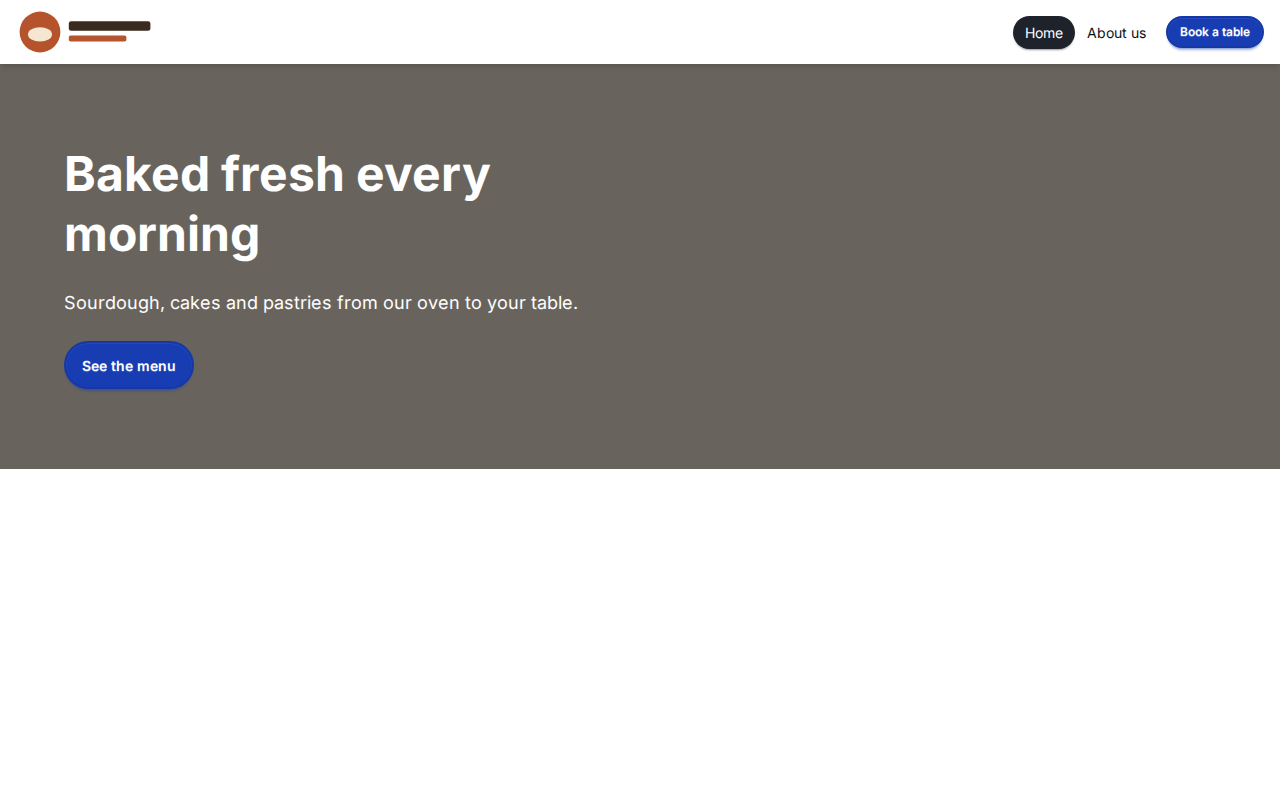 Home
About us
Book a table
Baked fresh every
morning
Sourdough, cakes and pastries from our oven to your table.
See the menu